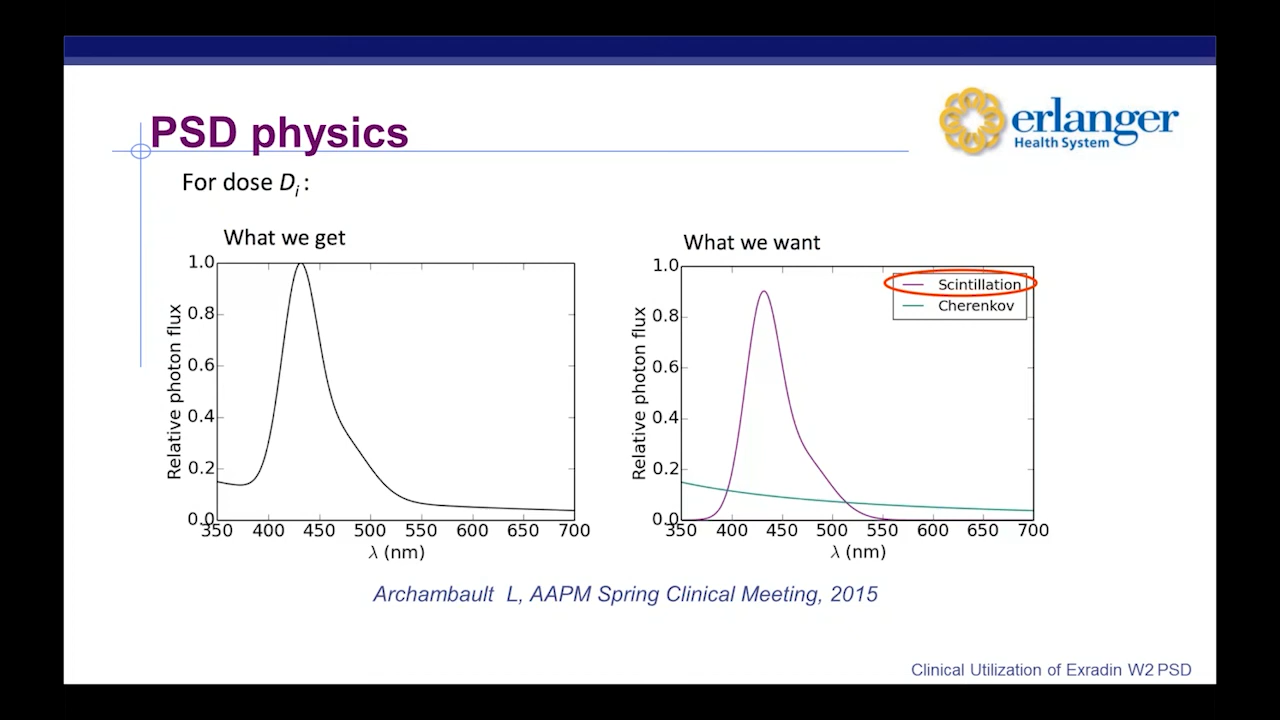 PSD physics
erlanger
Health System
For dose Di :
What we get
1.0
0.8
0.6
0.4
0.2
0.0
Relative photon flux
350 400 450 500 550 600 650 700
λ (nm)
What we want
1.0
0.8
0.6
0.4
0.2
0.0
Relative photon flux
Scintillation
Cherenkov
350 400 450 500 550 600 650 700
λ (nm)
Archambault L, AAPM Spring Clinical Meeting, 2015
Clinical Utilization of Exradin W2 PSD